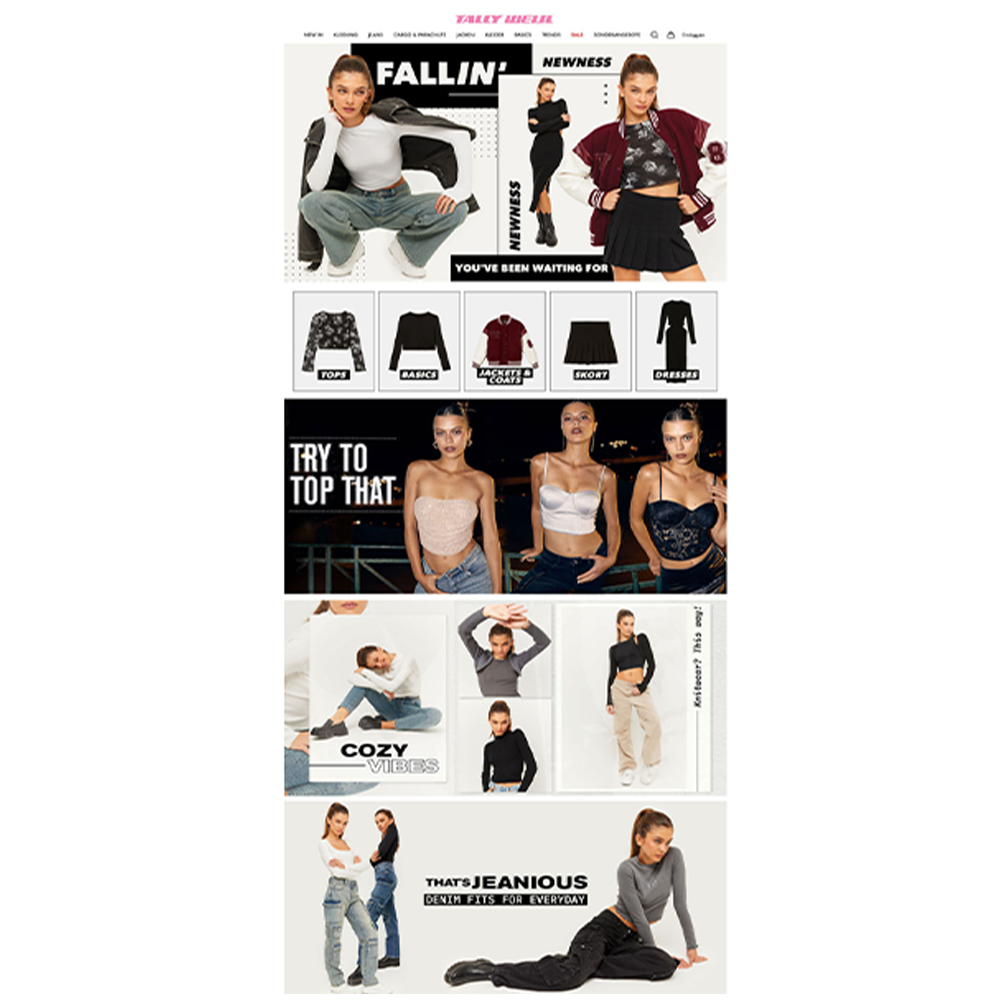 TALLY WEIJL
NEW IN KLEIDUNG JEANS CARGO & PARACHUTE JACKEN KLEIDER BASICS TRENDS SALE SONDERANGEBOTE Einloggen
FALLIN'
NEWNESS
NEWNESS
YOU'VE BEEN WAITING FOR
TOPS
BASICS
JACKETS &
COATS
SKORT
DRESSES
TRY TO
TOP THAT
Knitwear? This way!
COZY
VIBES
THAT'S JEANIOUS
DENIM FITS FOR EVERYDAY